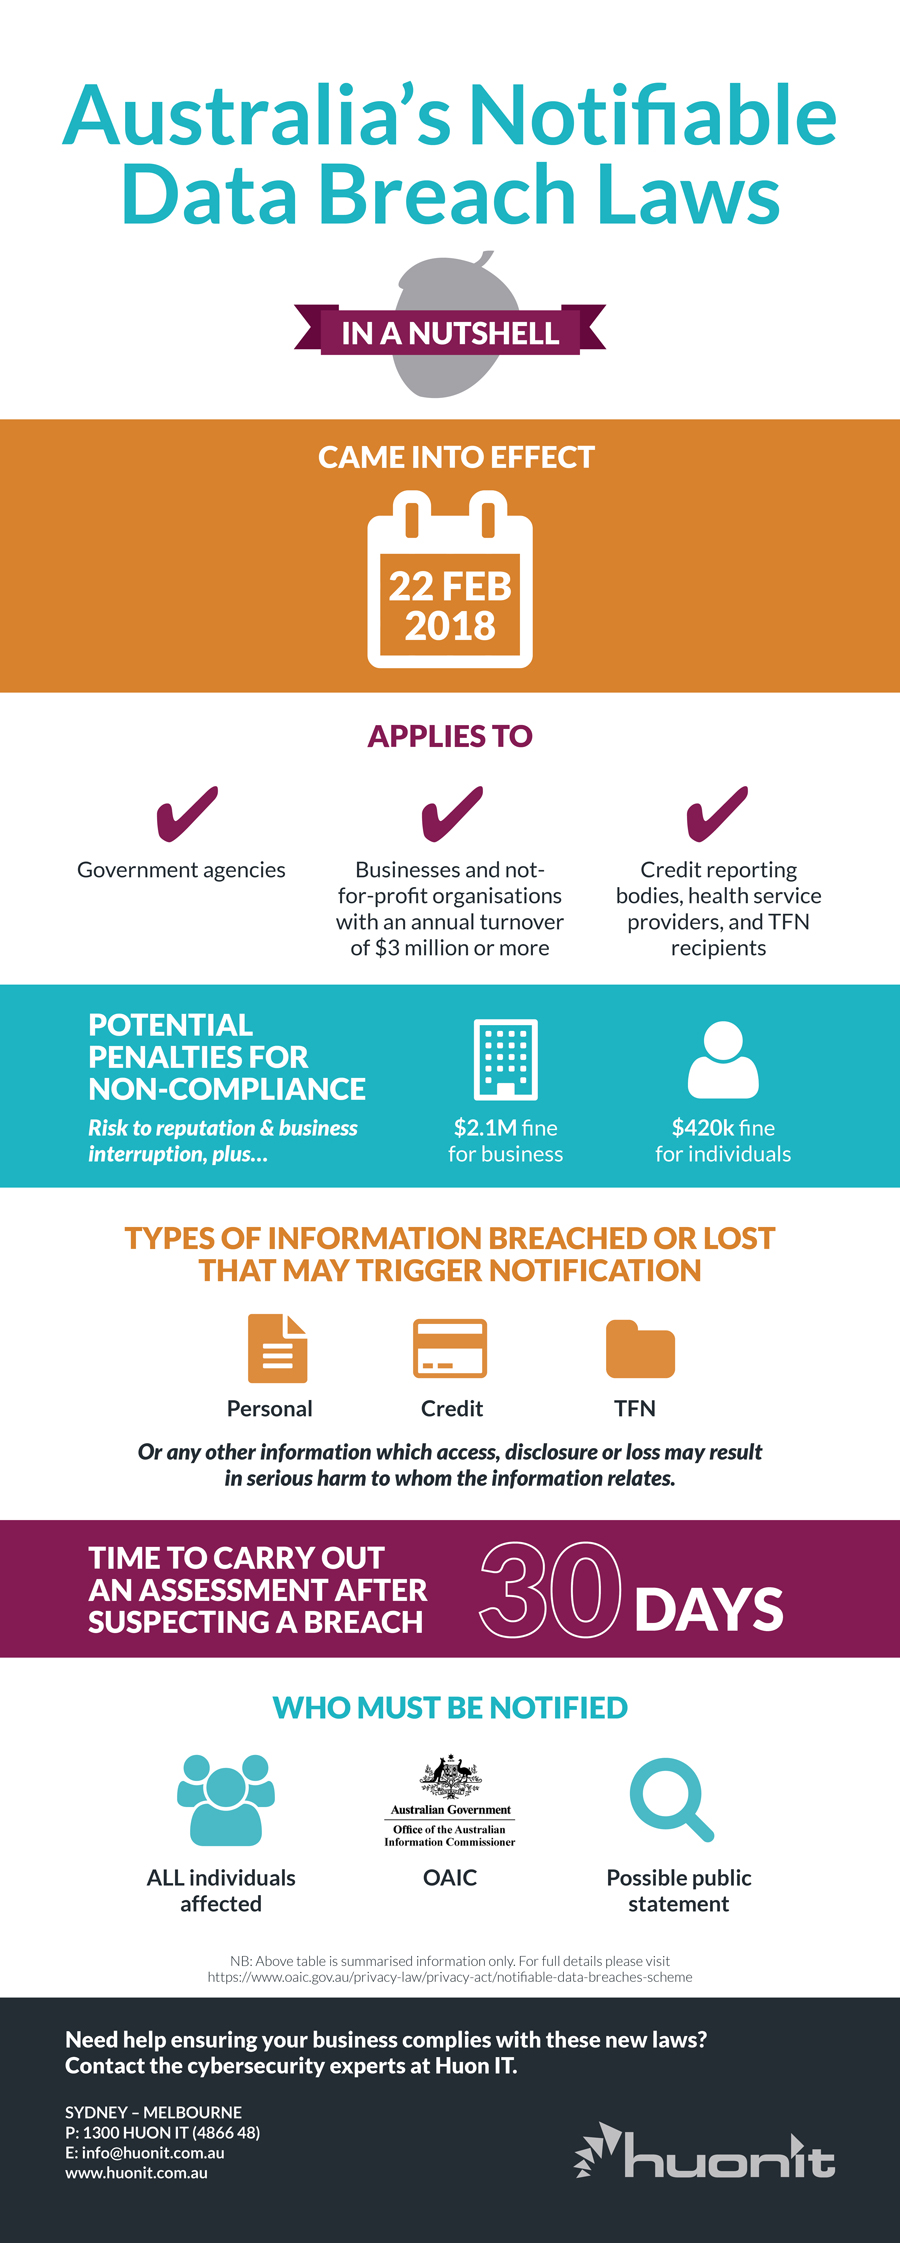 Australia’s Notifiable
Data Breach Laws
IN A NUTSHELL
CAME INTO EFFECT
22 FEB
2018
APPLIES TO
Government agencies
Businesses and not-
for-profit organisations
with an annual turnover
of $3 million or more
Credit reporting
bodies, health service
providers, and TFN
recipients
POTENTIAL
PENALTIES FOR
NON-COMPLIANCE
Risk to reputation & business
interruption, plus...
$2.1M fine
for business
$420k fine
for individuals
TYPES OF INFORMATION BREACHED OR LOST
THAT MAY TRIGGER NOTIFICATION
Personal
Credit
TFN
Or any other information which access, disclosure or loss may result
in serious harm to whom the information relates.
TIME TO CARRY OUT
AN ASSESSMENT AFTER
SUSPECTING A BREACH
30 DAYS
WHO MUST BE NOTIFIED
ALL individuals
affected
Australian Government
Office of the Australian
Information Commissioner
OAIC
Possible public
statement
NB: Above table is summarised information only. For full details please visit
https://www.oaic.gov.au/privacy-law/privacy-act/notifiable-data-breaches-scheme
Need help ensuring your business complies with these new laws?
Contact the cybersecurity experts at Huon IT.
SYDNEY – MELBOURNE
P: 1300 HUON IT (4866 48)
E: info@huonit.com.au
www.huonit.com.au
huonit